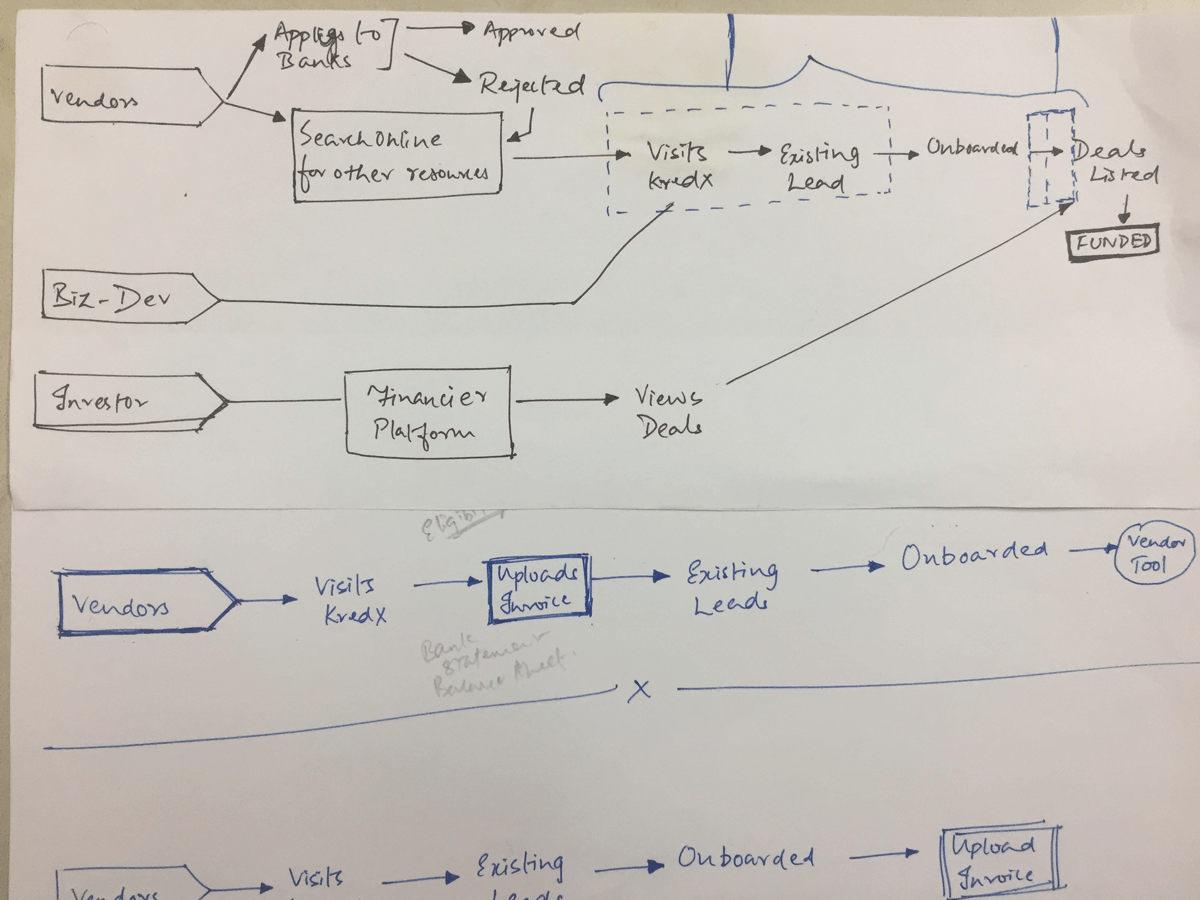 Vendors
Applies to
Banks
Approved
Rejected
Search Online
for other resources
Visits
KredX
Existing
Lead
Onboarded
Deals
Listed
FUNDED
Biz-Dev
Investor
Financier
Platform
Views
Deals
Vendors
Visits
KredX
Uploads
Invoice
Existing
Leads
Onboarded
Vendor
Tool
Bank
Statement
Balance Sheet.
X
Vendors
Visits
Existing
Leads
Onboarded
Upload
Invoice